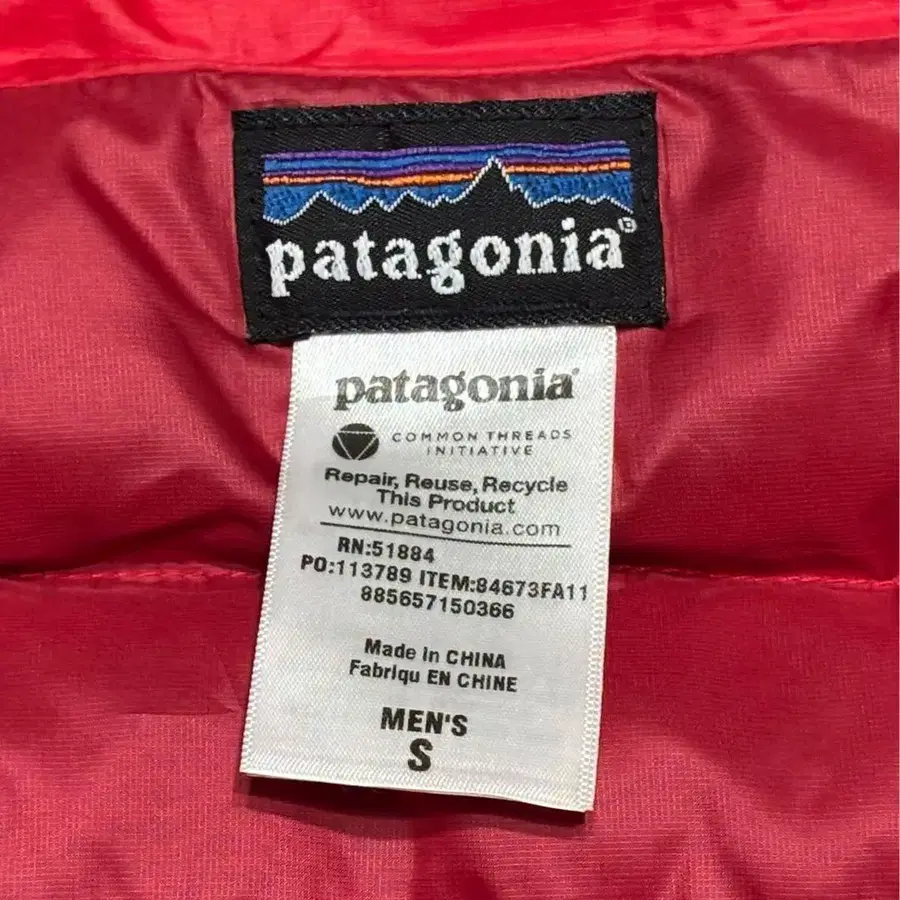 patagonia®
patagonia®
COMMON THREADS
INITIATIVE
Repair, Reuse, Recycle
This Product
www.patagonia.com
RN:51884
PO:113789 ITEM:84673FA11
885657150366
Made in CHINA
Fabriqu EN CHINE
MEN'S
S